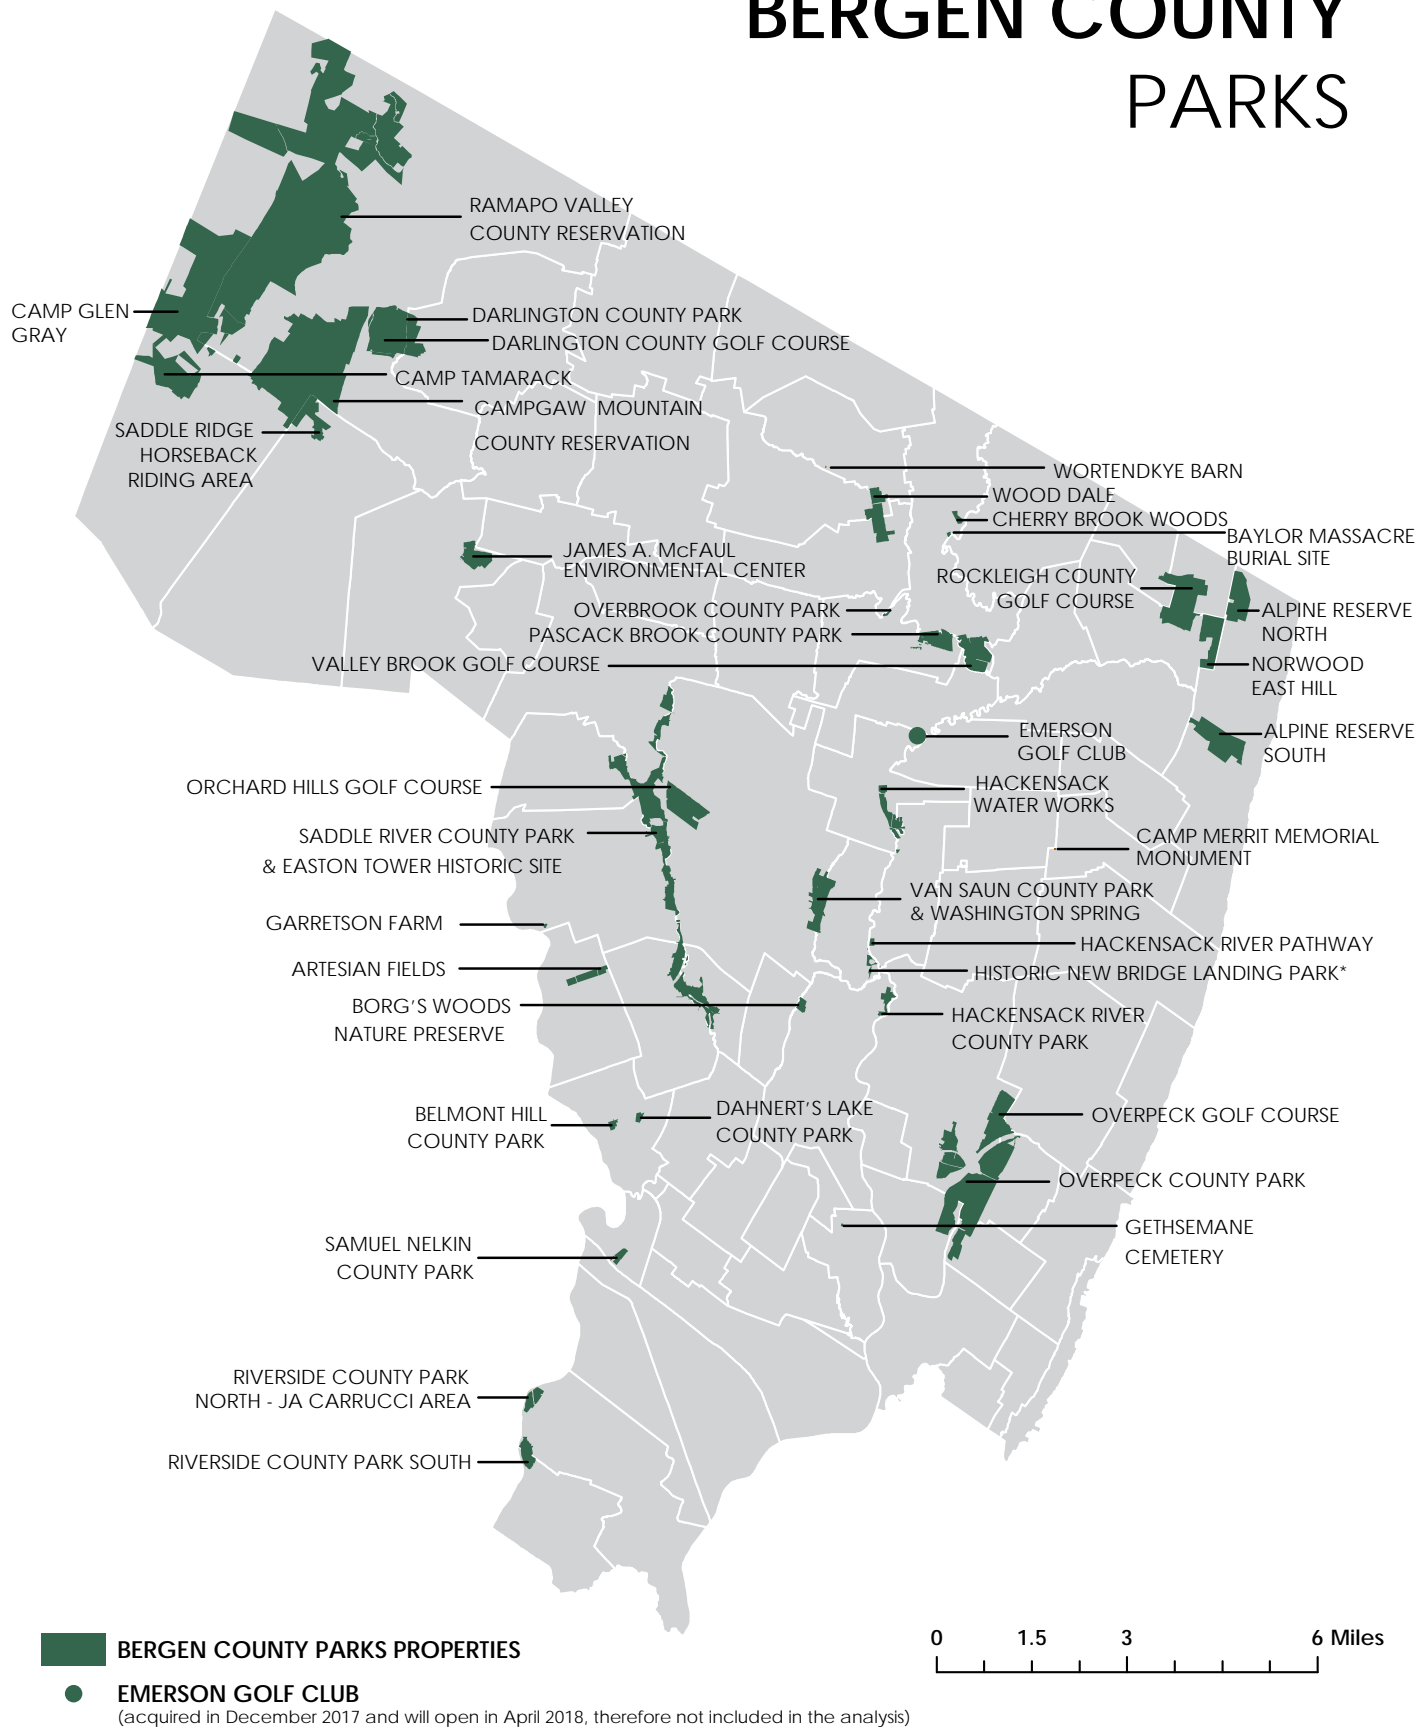 BERGEN COUNTY
PARKS
RAMAPO VALLEY
COUNTY RESERVATION
CAMP GLEN
GRAY
DARLINGTON COUNTY PARK
DARLINGTON COUNTY GOLF COURSE
CAMP TAMARACK
CAMPGAW MOUNTAIN
COUNTY RESERVATION
SADDLE RIDGE
HORSEBACK
RIDING AREA
WORTENDKYE BARN
WOOD DALE
CHERRY BROOK WOODS
BAYLOR MASSACRE
BURIAL SITE
JAMES A. McFAUL
ENVIRONMENTAL CENTER
ROCKLEIGH COUNTY
GOLF COURSE
OVERBROOK COUNTY PARK
ALPINE RESERVE
NORTH
PASCACK BROOK COUNTY PARK
VALLEY BROOK GOLF COURSE
NORWOOD
EAST HILL
EMERSON
GOLF CLUB
ALPINE RESERVE
SOUTH
ORCHARD HILLS GOLF COURSE
HACKENSACK
WATER WORKS
SADDLE RIVER COUNTY PARK
& EASTON TOWER HISTORIC SITE
CAMP MERRIT MEMORIAL
MONUMENT
VAN SAUN COUNTY PARK
& WASHINGTON SPRING
GARRETSON FARM
HACKENSACK RIVER PATHWAY
ARTESIAN FIELDS
HISTORIC NEW BRIDGE LANDING PARK*
BORG'S WOODS
NATURE PRESERVE
HACKENSACK RIVER
COUNTY PARK
BELMONT HILL
COUNTY PARK
DAHNERT'S LAKE
COUNTY PARK
OVERPECK GOLF COURSE
OVERPECK COUNTY PARK
GETHSEMANE
CEMETERY
SAMUEL NELKIN
COUNTY PARK
RIVERSIDE COUNTY PARK
NORTH - JA CARRUCCI AREA
RIVERSIDE COUNTY PARK SOUTH
BERGEN COUNTY PARKS PROPERTIES
0 1.5 3 6 Miles
EMERSON GOLF CLUB
(acquired in December 2017 and will open in April 2018, therefore not included in the analysis)